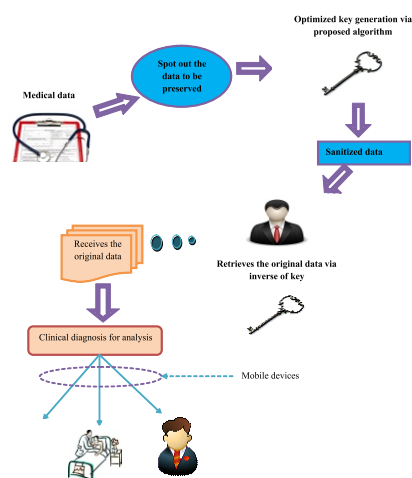 Optimized key generation via
proposed algorithm
Spot out the
data to be
preserved
Medical data
Sanitized data
Receives the
original data
Retrieves the original data via
inverse of key
Clinical diagnosis for analysis
Mobile devices